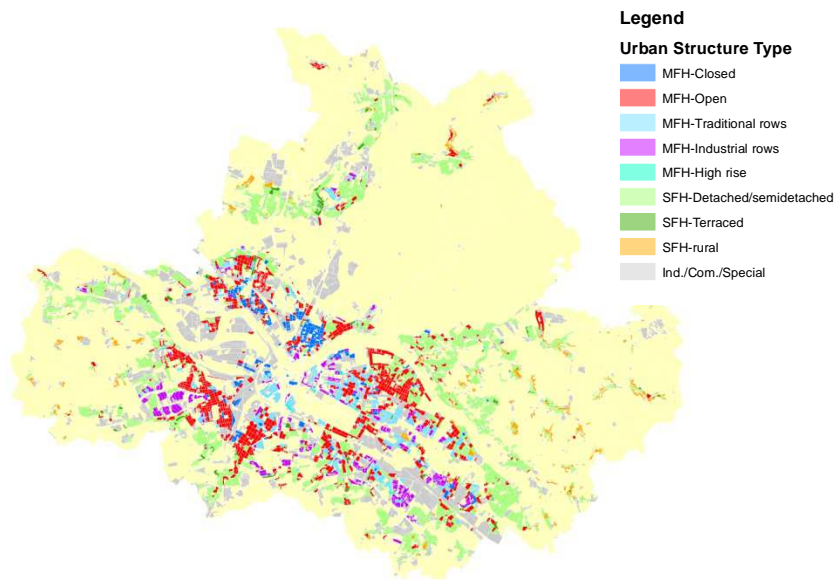 Legend
Urban Structure Type
MFH-Closed
MFH-Open
MFH-Traditional rows
MFH-Industrial rows
MFH-High rise
SFH-Detached/semidetached
SFH-Terraced
SFH-rural
Ind./Com./Special